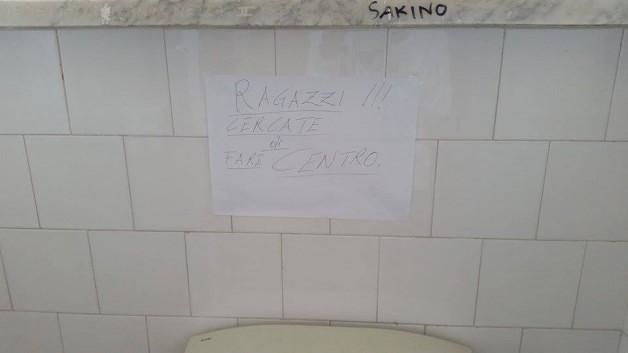 SAKINO
RAGAZZI !!!
CERCATE
di
FARE CENTRO.